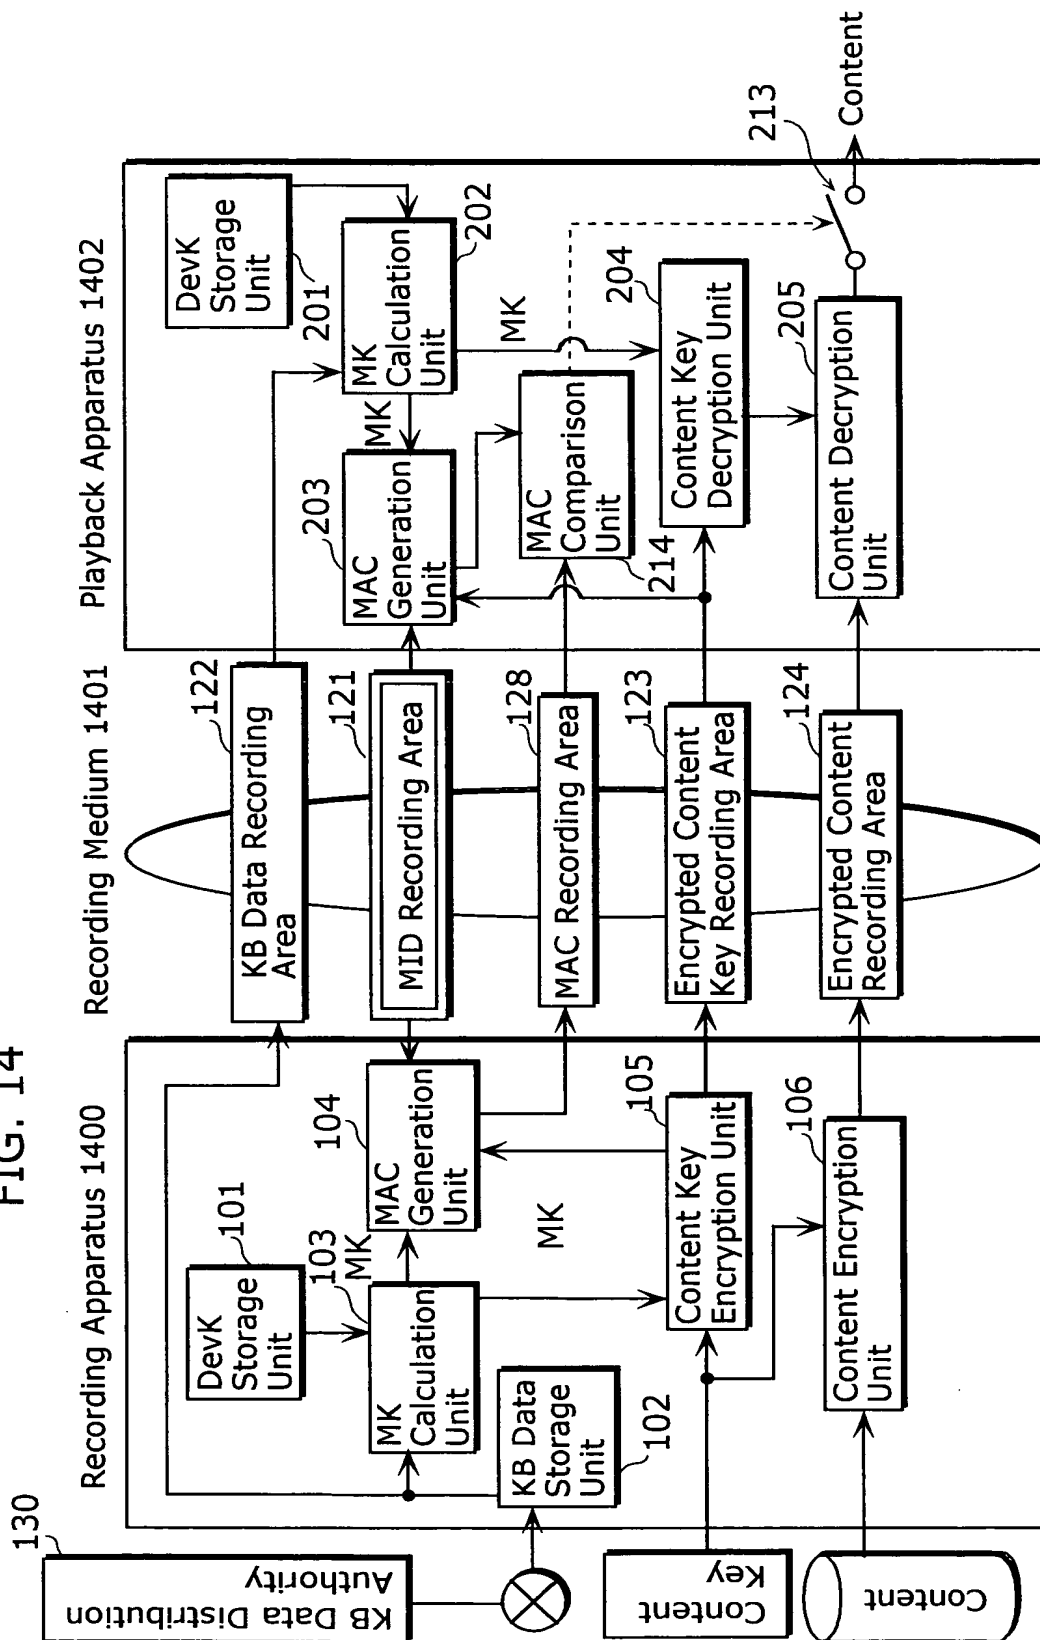 FIG. 14
130
KB Data Distribution
Authority
Content
Key
Content
Recording Apparatus 1400
DevK
Storage
Unit
101
MK
Calculation
Unit
103
MK
KB Data
Storage
Unit
102
MAC
Generation
Unit
104
MK
Content Key
Encryption Unit
105
Content Encryption
Unit
106
Recording Medium 1401
KB Data Recording
Area
122
MID Recording Area
121
MAC Recording Area
128
Encrypted Content
Key Recording Area
123
Encrypted Content
Recording Area
124
Playback Apparatus 1402
DevK
Storage
Unit
201
MK
Calculation
Unit
202
MK
MAC
Generation
Unit
203
MK
MAC
Comparison
Unit
214
Content Key
Decryption Unit
204
Content Decryption
Unit
205
213
Content